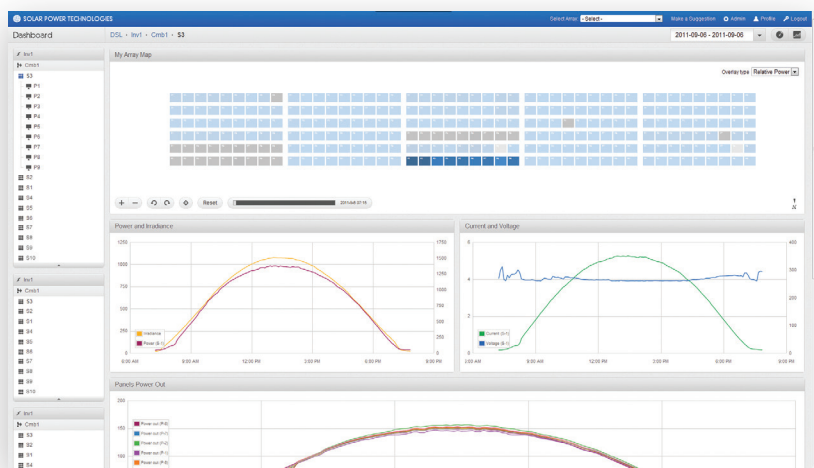 SOLAR POWER TECHNOLOGIES
Select Array - Select - Make a Suggestion Admin Profile Logout
Dashboard
DSL - Inv1 - Cmb1 - S3
2011-09-06 - 2011-09-06
Inv1
Cmb1
S3
P1
P2
P3
P4
P5
P6
P7
P8
P9
S2
S1
S4
S5
S6
S7
S8
S9
S10
Inv1
Cmb1
S3
S2
S1
S4
S5
S6
S7
S8
S9
S10
Inv1
Cmb1
S3
S2
S1
S4
My Array Map
Overlay type Relative Power
Reset
Power and Irradiance
1250
1000
750
500
250
0
1750
1500
1250
1000
750
500
250
0
Irradiance
Power (S-1)
9:00 AM
12:00 PM
3:00 PM
6:00 PM
9:00 PM
Current and Voltage
6
4
2
0
400
300
200
100
0
Current (S-1)
Voltage (S-1)
9:00 AM
12:00 PM
3:00 PM
6:00 PM
9:00 PM
Panels Power Out
200
150
100